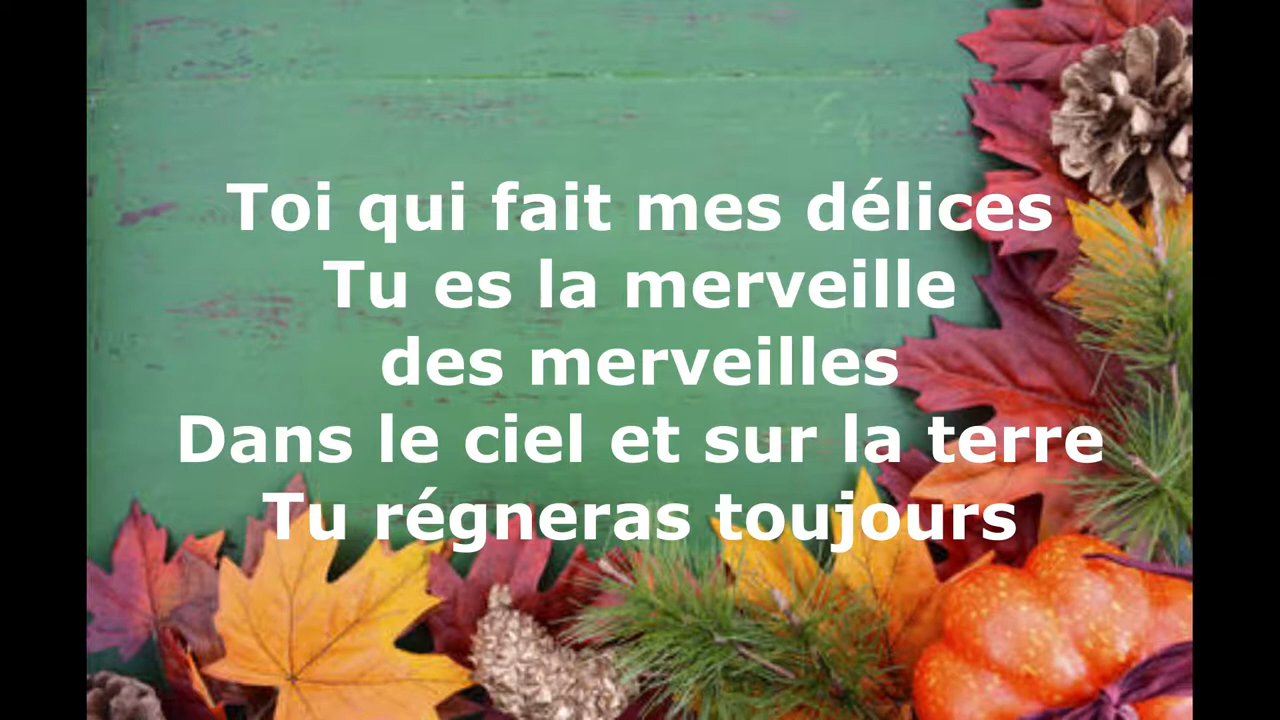 Toi qui fait mes délices
Tu es la merveille
des merveilles
Dans le ciel et sur la terre
Tu régneras toujours